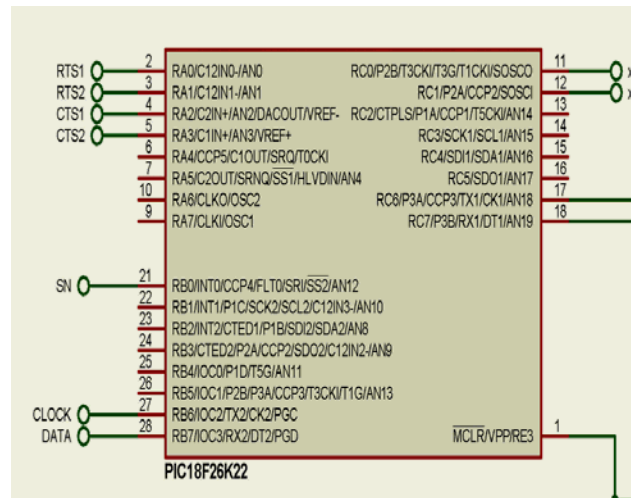 RTS1 2 RA0/C12IN0-/AN0 RC0/P2B/T3CKI/T3G/T1CKI/SOSCO 11
RTS2 3 RA1/C12IN1-/AN1 RC1/P2A/CCP2/SOSCI 12
CTS1 4 RA2/C2IN+/AN2/DACOUT/VREF- RC2/CTPLS/P1A/CCP1/T5CKI/AN14 13
CTS2 5 RA3/C1IN+/AN3/VREF+ RC3/SCK1/SCL1/AN15 14
6 RA4/CCP5/C1OUT/SRQ/T0CKI RC4/SDI1/SDA1/AN16 15
7 RA5/C2OUT/SRNQ/SS1/HLVDIN/AN4 RC5/SDO1/AN17 16
10 RA6/CLKO/OSC2 RC6/P3A/CCP3/TX1/CK1/AN18 17
9 RA7/CLKI/OSC1 RC7/P3B/RX1/DT1/AN19 18
SN 21 RB0/INT0/CCP4/FLT0/SRI/SS2/AN12
22 RB1/INT1/P1C/SCK2/SCL2/C12IN3-/AN10
23 RB2/INT2/CTED1/P1B/SDI2/SDA2/AN8
24 RB3/CTED2/P2A/CCP2/SDO2/C12IN2-/AN9
25 RB4/IOC0/P1D/T5G/AN11
26 RB5/IOC1/P2B/P3A/CCP3/T3CKI/T1G/AN13
CLOCK 27 RB6/IOC2/TX2/CK2/PGC
DATA 28 RB7/IOC3/RX2/DT2/PGD MCLR/VPP/RE3 1
PIC18F26K22